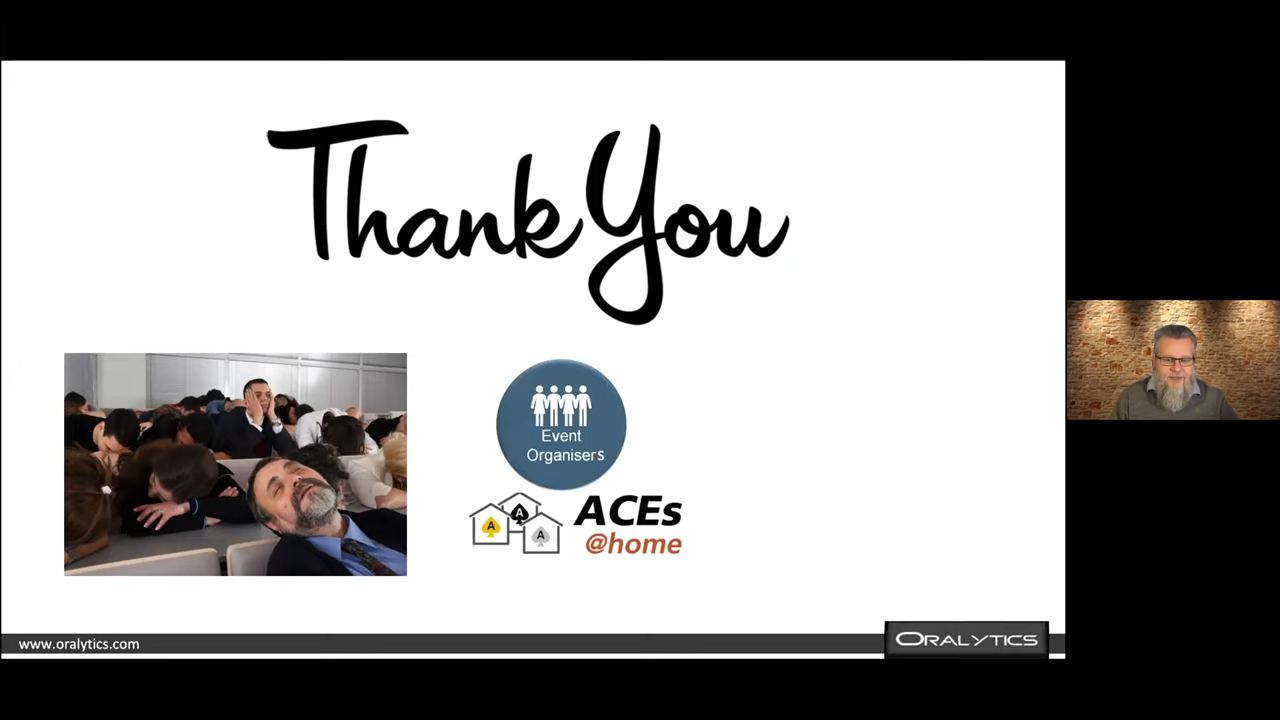 Thank You
Event
Organisers
A A A
ACEs
@home
www.oralytics.com
ORALYTICS